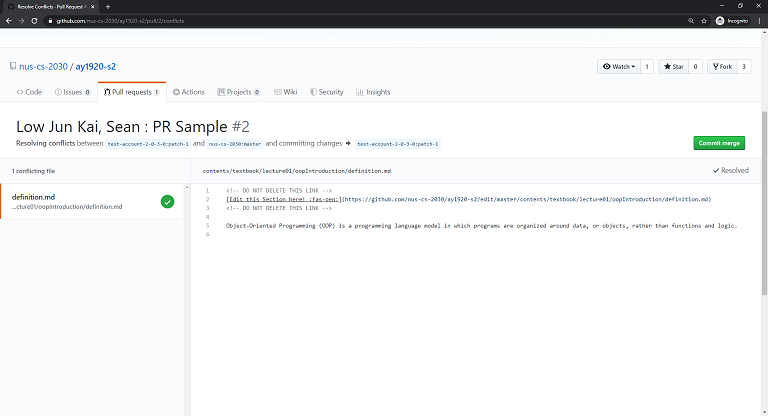 Resolve Conflicts · Pull Request #
github.com/nus-cs-2030/ay1920-s2/pull/2/conflicts
Incognito
nus-cs-2030 / ay1920-s2
Watch 1
Star 0
Fork 3
Code
Issues 0
Pull requests 1
Actions
Projects 0
Wiki
Security
Insights
Low Jun Kai, Sean : PR Sample #2
Resolving conflicts between test-account-2-0-3-0:patch-1 and nus-cs-2030:master and committing changes → test-account-2-0-3-0:patch-1
Commit merge
1 conflicting file
contents/textbook/lecture01/oopIntroduction/definition.md
Resolved
definition.md
...cture01/oopIntroduction/definition.md
1 <!-- DO NOT DELETE THIS LINK -->
2 [Edit this Section here! :fas-pen:](https://github.com/nus-cs-2030/ay1920-s2/edit/master/contents/textbook/lecture01/oopIntroduction/definition.md)
3 <!-- DO NOT DELETE THIS LINK -->
4
5 Object-Oriented Programming (OOP) is a programming language model in which programs are organized around data, or objects, rather than functions and logic.
6